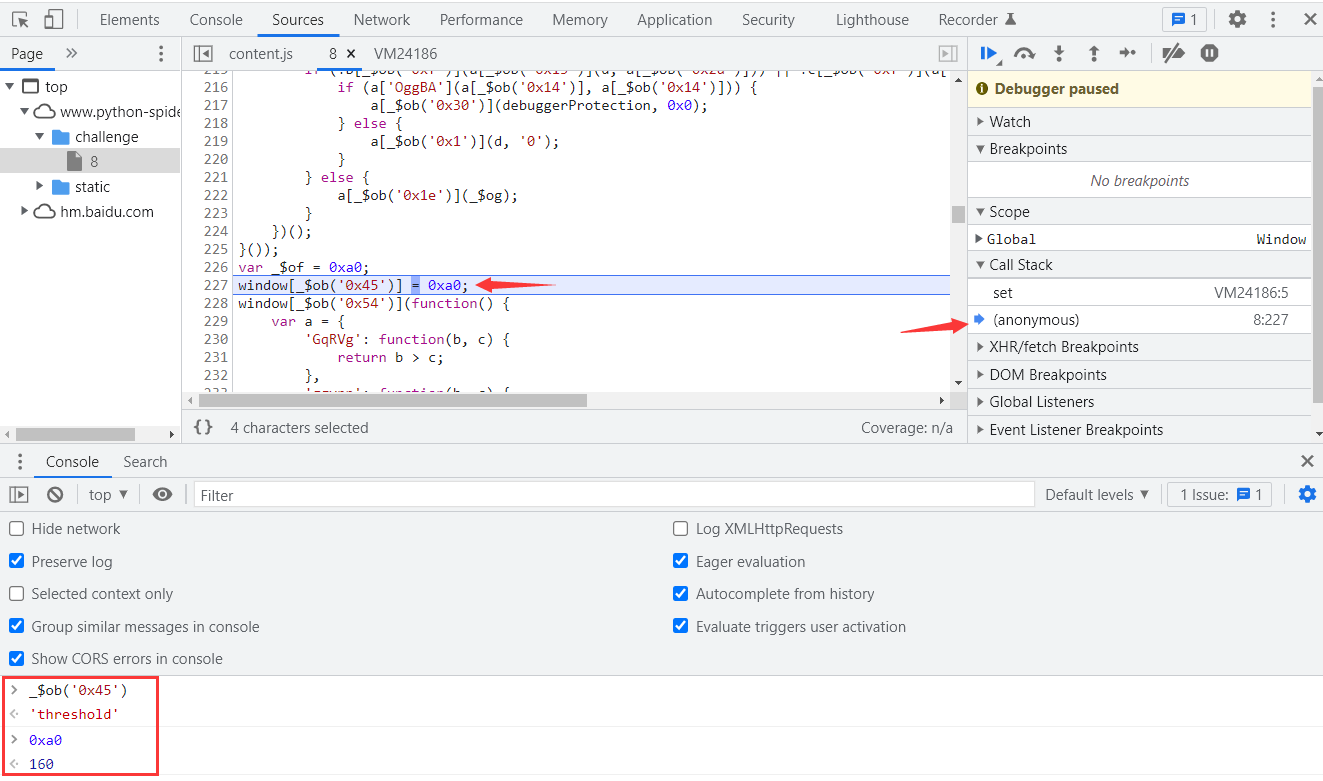 Elements Console Sources Network Performance Memory Application Security Lighthouse Recorder 1
Page
content.js 8 VM24186
top
www.python-spide
challenge
8
static
hm.baidu.com
216 if (a['OggBA'](a[_$ob('0x14')], a[_$ob('0x14')])) {
217 a[_$ob('0x30')](debuggerProtection, 0x0);
218 } else {
219 a[_$ob('0x1')](d, '0');
220 }
221 } else {
222 a[_$ob('0x1e')](_$og);
223 }
224 })();
225 }());
226 var _$of = 0xa0;
227 window[_$ob('0x45')] = 0xa0;
228 window[_$ob('0x54')](function() {
229 var a = {
230 'GqRVg': function(b, c) {
231 return b > c;
232 },
{} 4 characters selected Coverage: n/a
Debugger paused
Watch
Breakpoints
No breakpoints
Scope
Global Window
Call Stack
set VM24186:5
(anonymous) 8:227
XHR/fetch Breakpoints
DOM Breakpoints
Global Listeners
Event Listener Breakpoints
Console Search
top Filter Default levels 1 Issue: 1
Hide network Log XMLHttpRequests
Preserve log Eager evaluation
Selected context only Autocomplete from history
Group similar messages in console Evaluate triggers user activation
Show CORS errors in console
> _$ob('0x45')
'threshold'
> 0xa0
160